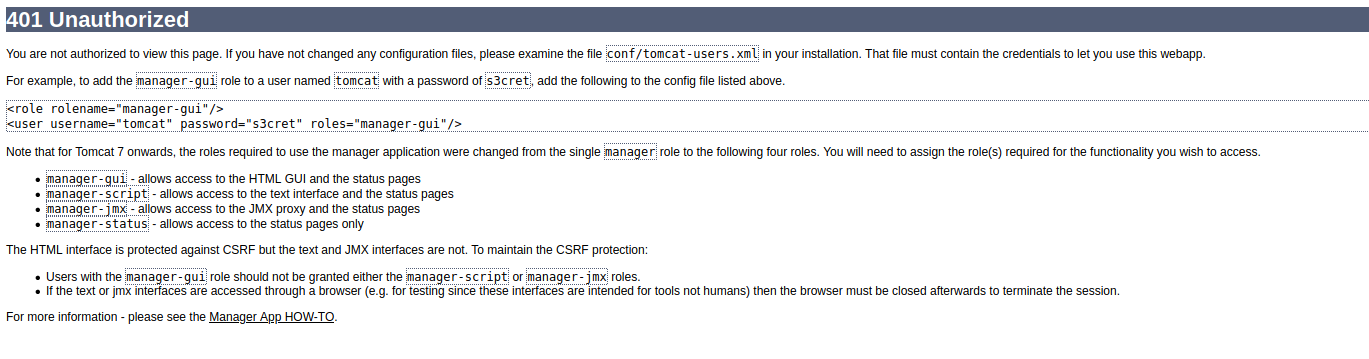 401 Unauthorized
You are not authorized to view this page. If you have not changed any configuration files, please examine the file conf/tomcat-users.xml in your installation. That file must contain the credentials to let you use this webapp.
For example, to add the manager-gui role to a user named tomcat with a password of s3cret, add the following to the config file listed above.
<role rolename="manager-gui"/>
<user username="tomcat" password="s3cret" roles="manager-gui"/>
Note that for Tomcat 7 onwards, the roles required to use the manager application were changed from the single manager role to the following four roles. You will need to assign the role(s) required for the functionality you wish to access.
• manager-gui - allows access to the HTML GUI and the status pages
• manager-script - allows access to the text interface and the status pages
• manager-jmx - allows access to the JMX proxy and the status pages
• manager-status - allows access to the status pages only
The HTML interface is protected against CSRF but the text and JMX interfaces are not. To maintain the CSRF protection:
• Users with the manager-gui role should not be granted either the manager-script or manager-jmx roles.
• If the text or jmx interfaces are accessed through a browser (e.g. for testing since these interfaces are intended for tools not humans) then the browser must be closed afterwards to terminate the session.
For more information - please see the Manager App HOW-TO.